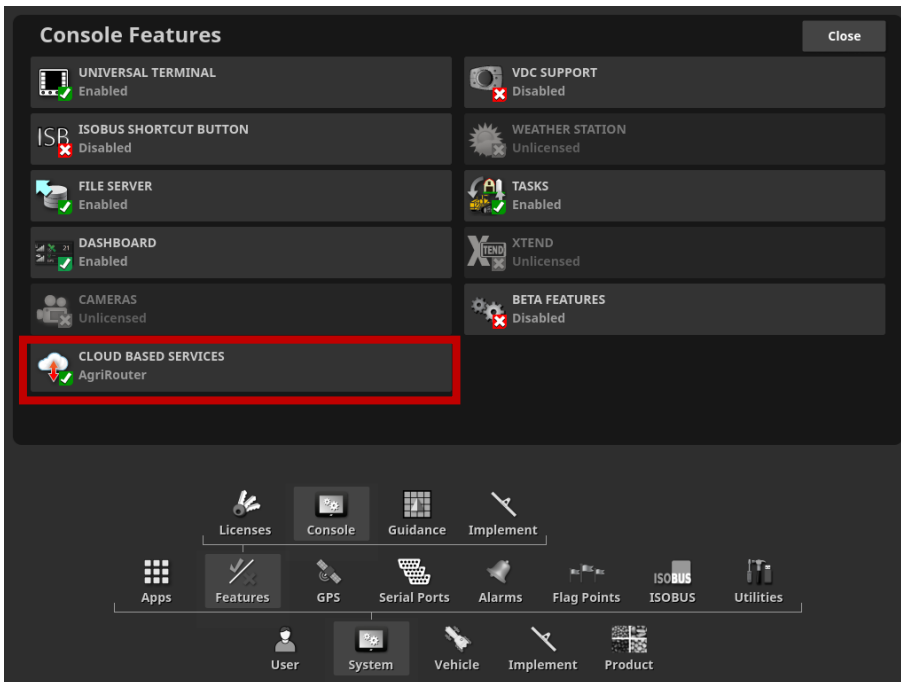 Console Features
Close
UNIVERSAL TERMINAL
Enabled
VDC SUPPORT
Disabled
ISB
ISOBUS SHORTCUT BUTTON
Disabled
WEATHER STATION
Unlicensed
FILE SERVER
Enabled
TASKS
Enabled
21
DASHBOARD
Enabled
XTEND
XTEND
Unlicensed
CAMERAS
Unlicensed
BETA FEATURES
Disabled
CLOUD BASED SERVICES
AgriRouter
Licenses
Console
Guidance
Implement
ISOBUS
Apps
Features
GPS
Serial Ports
Alarms
Flag Points
ISOBUS
Utilities
User
System
Vehicle
Implement
Product